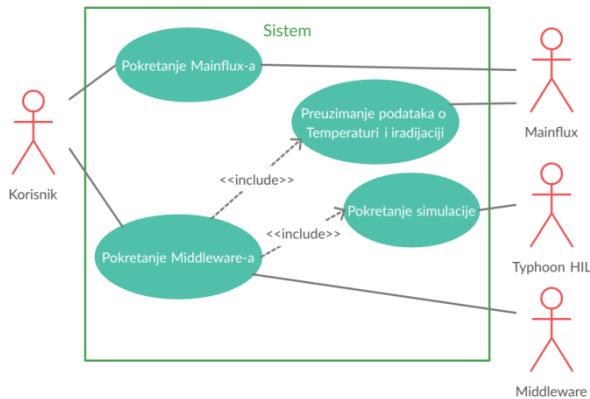 Sistem
Pokretanje Mainflux-a
Preuzimanje podataka o
Temperaturi i iradijaciji
Mainflux
Korisnik
<<include>>
Pokretanje simulacije
<<include>>
Pokretanje Middleware-a
Typhoon HIL
Middleware